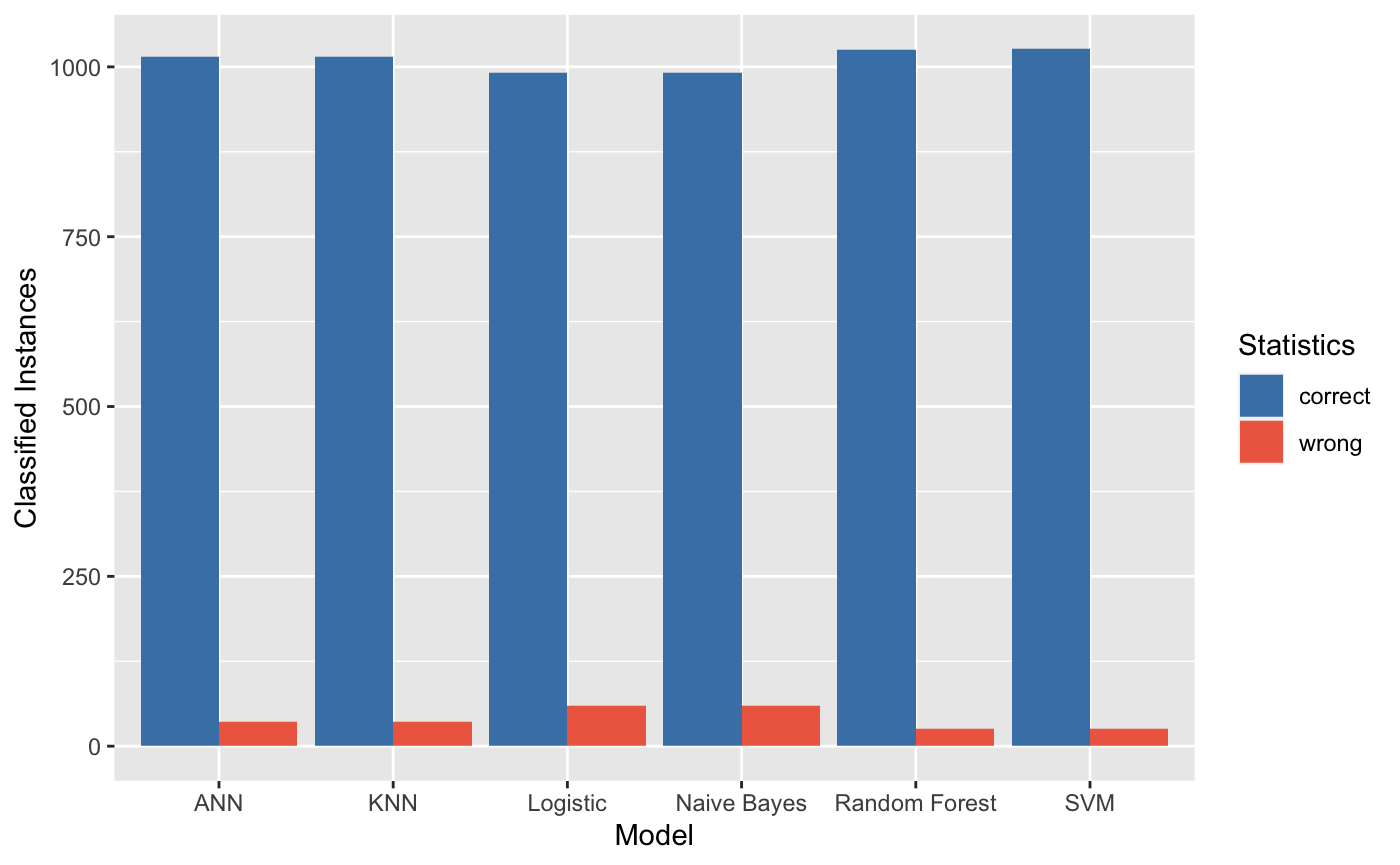 1000
750
500
250
0
Classified Instances
ANN KNN Logistic Naive Bayes Random Forest SVM
Model
Statistics
correct
wrong